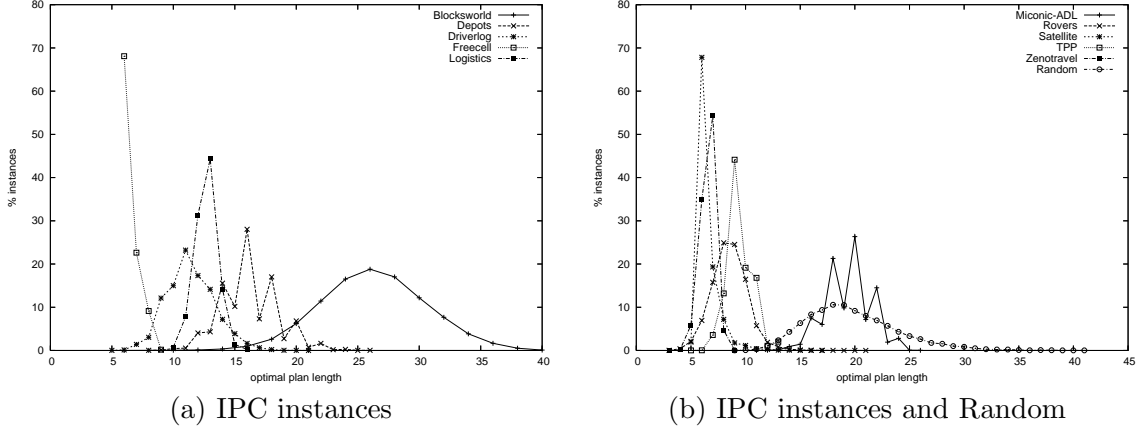 80
70
60
50
40
30
20
10
0
% instances
0 5 10 15 20 25 30 35 40
optimal plan length
Blocksworld
Depots
Driverlog
Freecell
Logistics
(a) IPC instances
80
70
60
50
40
30
20
10
0
% instances
0 5 10 15 20 25 30 35 40 45
optimal plan length
Miconic-ADL
Rovers
Satellite
TPP
Zenotravel
Random
(b) IPC instances and Random